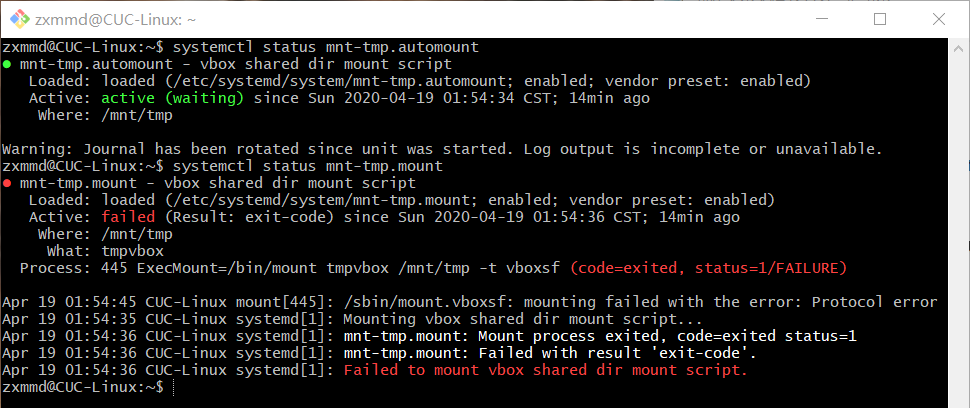 zxmmd@CUC-Linux: ~
zxmmd@CUC-Linux:~$ systemctl status mnt-tmp.automount
● mnt-tmp.automount - vbox shared dir mount script
   Loaded: loaded (/etc/systemd/system/mnt-tmp.automount; enabled; vendor preset: enabled)
   Active: active (waiting) since Sun 2020-04-19 01:54:34 CST; 14min ago
    Where: /mnt/tmp

Warning: Journal has been rotated since unit was started. Log output is incomplete or unavailable.
zxmmd@CUC-Linux:~$ systemctl status mnt-tmp.mount
● mnt-tmp.mount - vbox shared dir mount script
   Loaded: loaded (/etc/systemd/system/mnt-tmp.mount; enabled; vendor preset: enabled)
   Active: failed (Result: exit-code) since Sun 2020-04-19 01:54:36 CST; 14min ago
    Where: /mnt/tmp
     What: tmpvbox
  Process: 445 ExecMount=/bin/mount tmpvbox /mnt/tmp -t vboxsf (code=exited, status=1/FAILURE)

Apr 19 01:54:45 CUC-Linux mount[445]: /sbin/mount.vboxsf: mounting failed with the error: Protocol error
Apr 19 01:54:35 CUC-Linux systemd[1]: Mounting vbox shared dir mount script...
Apr 19 01:54:36 CUC-Linux systemd[1]: mnt-tmp.mount: Mount process exited, code=exited status=1
Apr 19 01:54:36 CUC-Linux systemd[1]: mnt-tmp.mount: Failed with result 'exit-code'.
Apr 19 01:54:36 CUC-Linux systemd[1]: Failed to mount vbox shared dir mount script.
zxmmd@CUC-Linux:~$